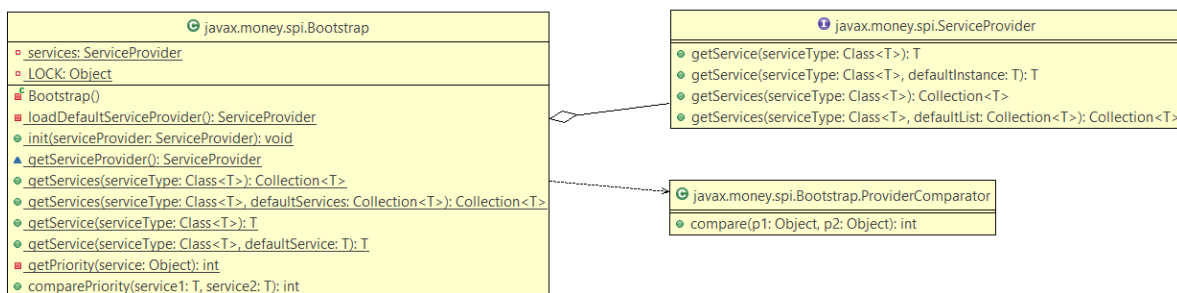 javax.money.spi.Bootstrap
services: ServiceProvider
LOCK: Object
Bootstrap()
loadDefaultServiceProvider(): ServiceProvider
init(serviceProvider: ServiceProvider): void
getServiceProvider(): ServiceProvider
getServices(serviceType: Class<T>): Collection<T>
getServices(serviceType: Class<T>, defaultServices: Collection<T>): Collection<T>
getService(serviceType: Class<T>): T
getService(serviceType: Class<T>, defaultService: T): T
getPriority(service: Object): int
comparePriority(service1: T, service2: T): int
javax.money.spi.ServiceProvider
getService(serviceType: Class<T>): T
getService(serviceType: Class<T>, defaultInstance: T): T
getServices(serviceType: Class<T>): Collection<T>
getServices(serviceType: Class<T>, defaultList: Collection<T>): Collection<T>
javax.money.spi.Bootstrap.ProviderComparator
compare(p1: Object, p2: Object): int